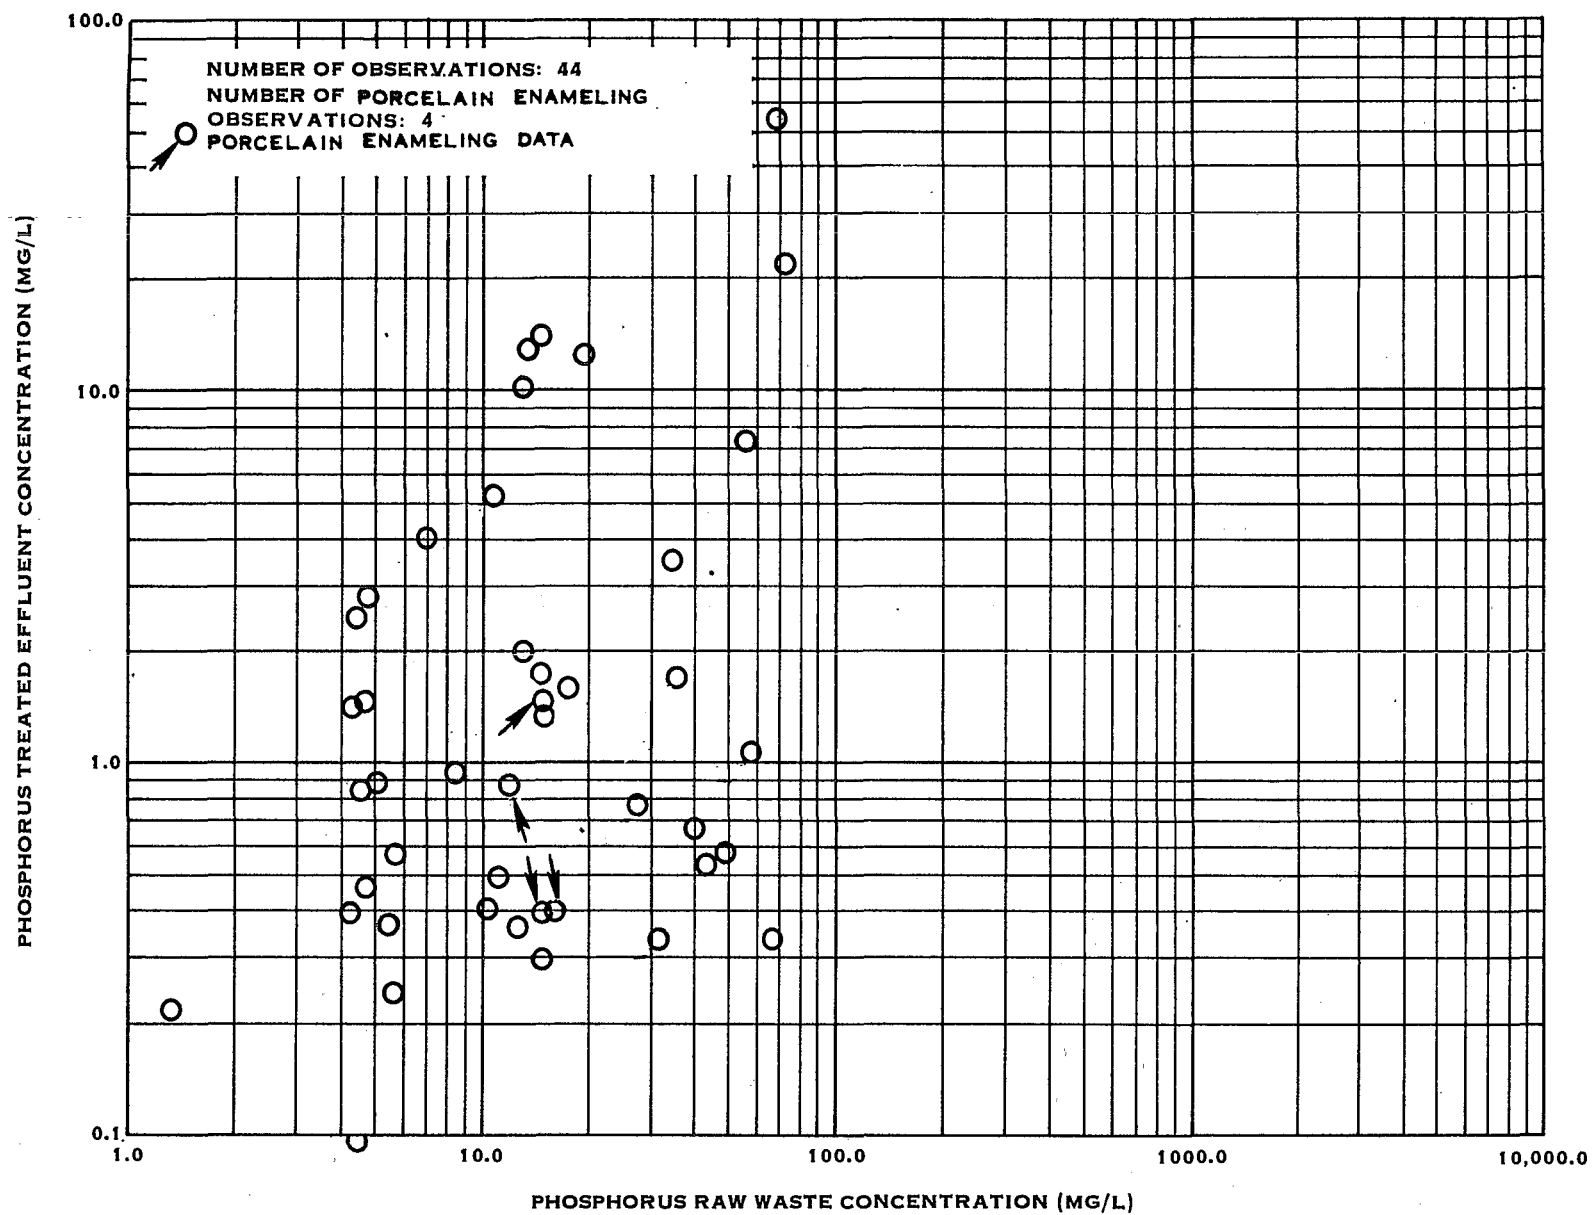 100.0
NUMBER OF OBSERVATIONS: 44
NUMBER OF PORCELAIN ENAMELING
OBSERVATIONS: 4
PORCELAIN ENAMELING DATA
PHOSPHORUS TREATED EFFLUENT CONCENTRATION (MG/L)
10.0
1.0
0.1
1.0
10.0
100.0
1000.0
10,000.0
PHOSPHORUS RAW WASTE CONCENTRATION (MG/L)